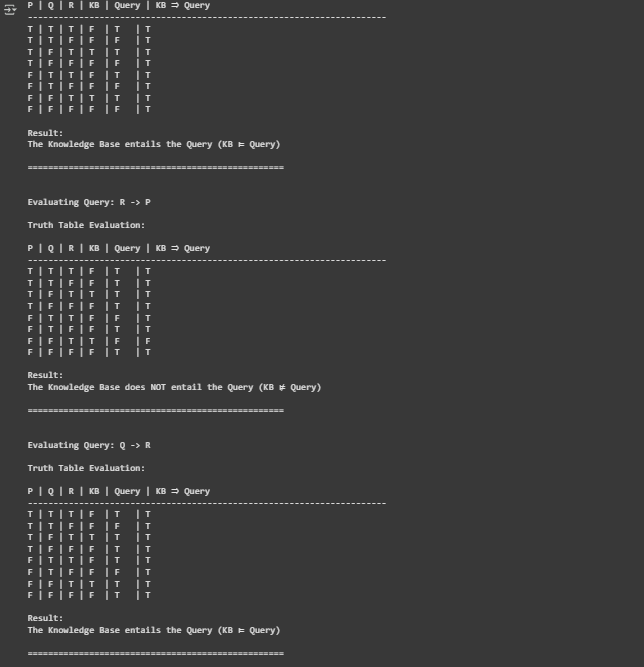 P | Q | R | KB | Query | KB ⇒ Query
----------------------------------------------------------------------
T | T | T | F  | T   | T
T | T | F | F  | F   | T
T | F | T | T  | T   | T
T | F | F | F  | F   | T
F | T | T | F  | T   | T
F | T | F | F  | F   | T
F | F | T | T  | T   | T
F | F | F | F  | F   | T
Result:
The Knowledge Base entails the Query (KB ⊨ Query)
==================================================
Evaluating Query: R -> P
Truth Table Evaluation:
P | Q | R | KB | Query | KB ⇒ Query
----------------------------------------------------------------------
T | T | T | F  | T   | T
T | T | F | F  | T   | T
T | F | T | T  | T   | T
T | F | F | F  | T   | T
F | T | T | F  | F   | T
F | T | F | F  | T   | T
F | F | T | T  | F   | F
F | F | F | F  | T   | T
Result:
The Knowledge Base does NOT entail the Query (KB ⊭ Query)
==================================================
Evaluating Query: Q -> R
Truth Table Evaluation:
P | Q | R | KB | Query | KB ⇒ Query
----------------------------------------------------------------------
T | T | T | F  | T   | T
T | T | F | F  | F   | T
T | F | T | T  | T   | T
T | F | F | F  | T   | T
F | T | T | F  | T   | T
F | T | F | F  | F   | T
F | F | T | T  | T   | T
F | F | F | F  | T   | T
Result:
The Knowledge Base entails the Query (KB ⊨ Query)
==================================================